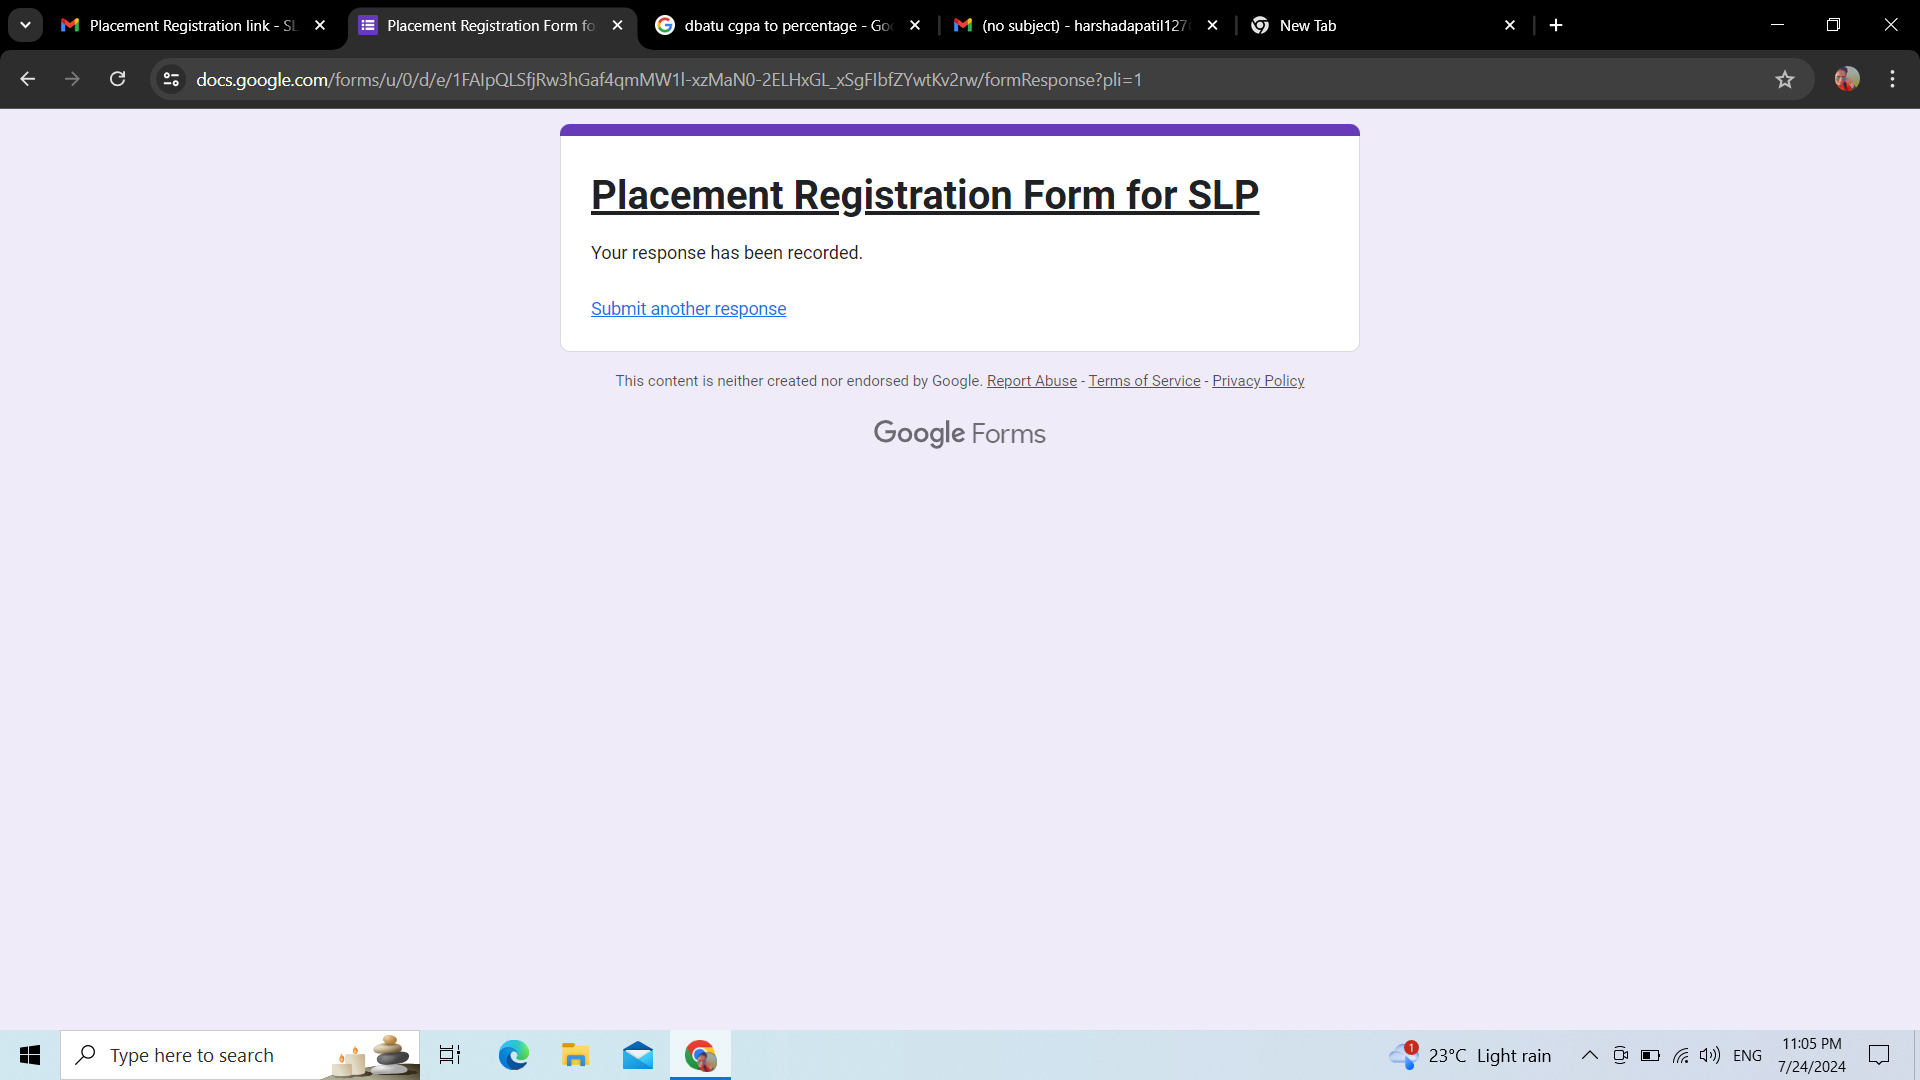 Placement Registration link - SL
Placement Registration Form fo
dbatu cgpa to percentage - Goo
(no subject) - harshadapatil127
New Tab
docs.google.com/forms/u/0/d/e/1FAIpQLSfjRw3hGaf4qmMW1l-xzMaN0-2ELHxGL_xSgFIbfZYwtKv2rw/formResponse?pli=1
Placement Registration Form for SLP
Your response has been recorded.
Submit another response
This content is neither created nor endorsed by Google. Report Abuse - Terms of Service - Privacy Policy
Google Forms
Type here to search
1
23°C Light rain
ENG
11:05 PM
7/24/2024